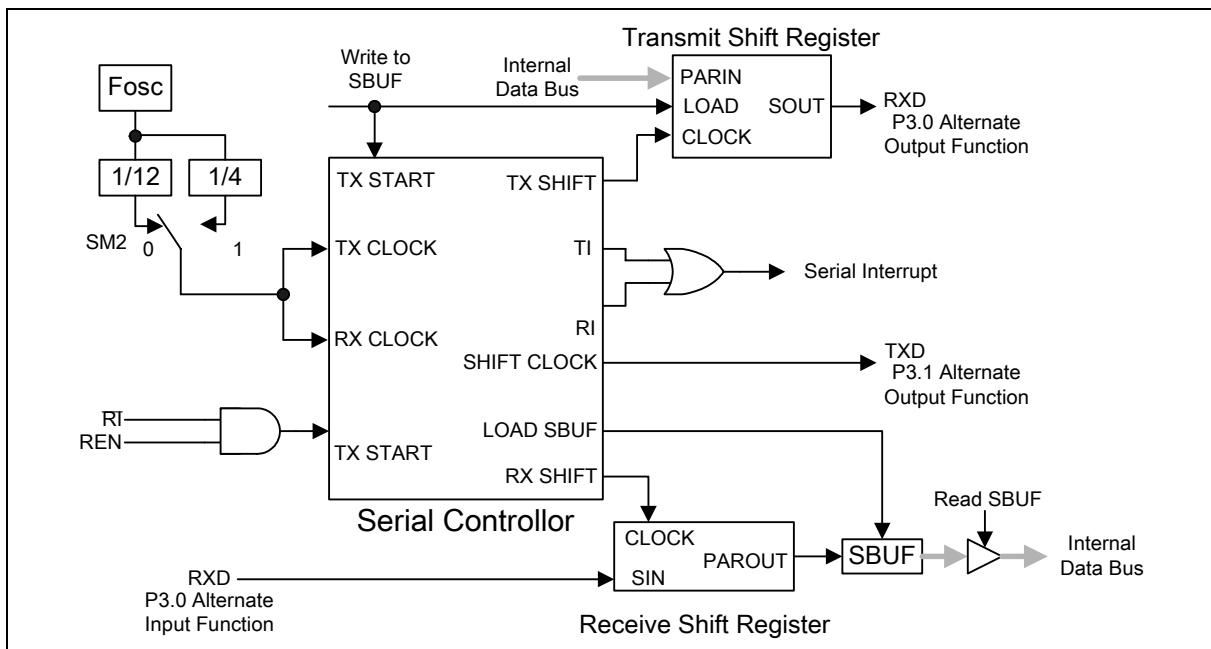 Transmit Shift Register
Write to
SBUF
Internal
Data Bus
PARIN
LOAD
SOUT
CLOCK
RXD
P3.0 Alternate
Output Function
Fosc
1/12
1/4
SM2
0
1
TX START
TX SHIFT
TX CLOCK
TI
Serial Interrupt
RX CLOCK
RI
SHIFT CLOCK
TXD
P3.1 Alternate
Output Function
RI
REN
TX START
LOAD SBUF
RX SHIFT
Serial Controllor
Read SBUF
CLOCK
PAROUT
SIN
SBUF
Internal
Data Bus
RXD
P3.0 Alternate
Input Function
Receive Shift Register